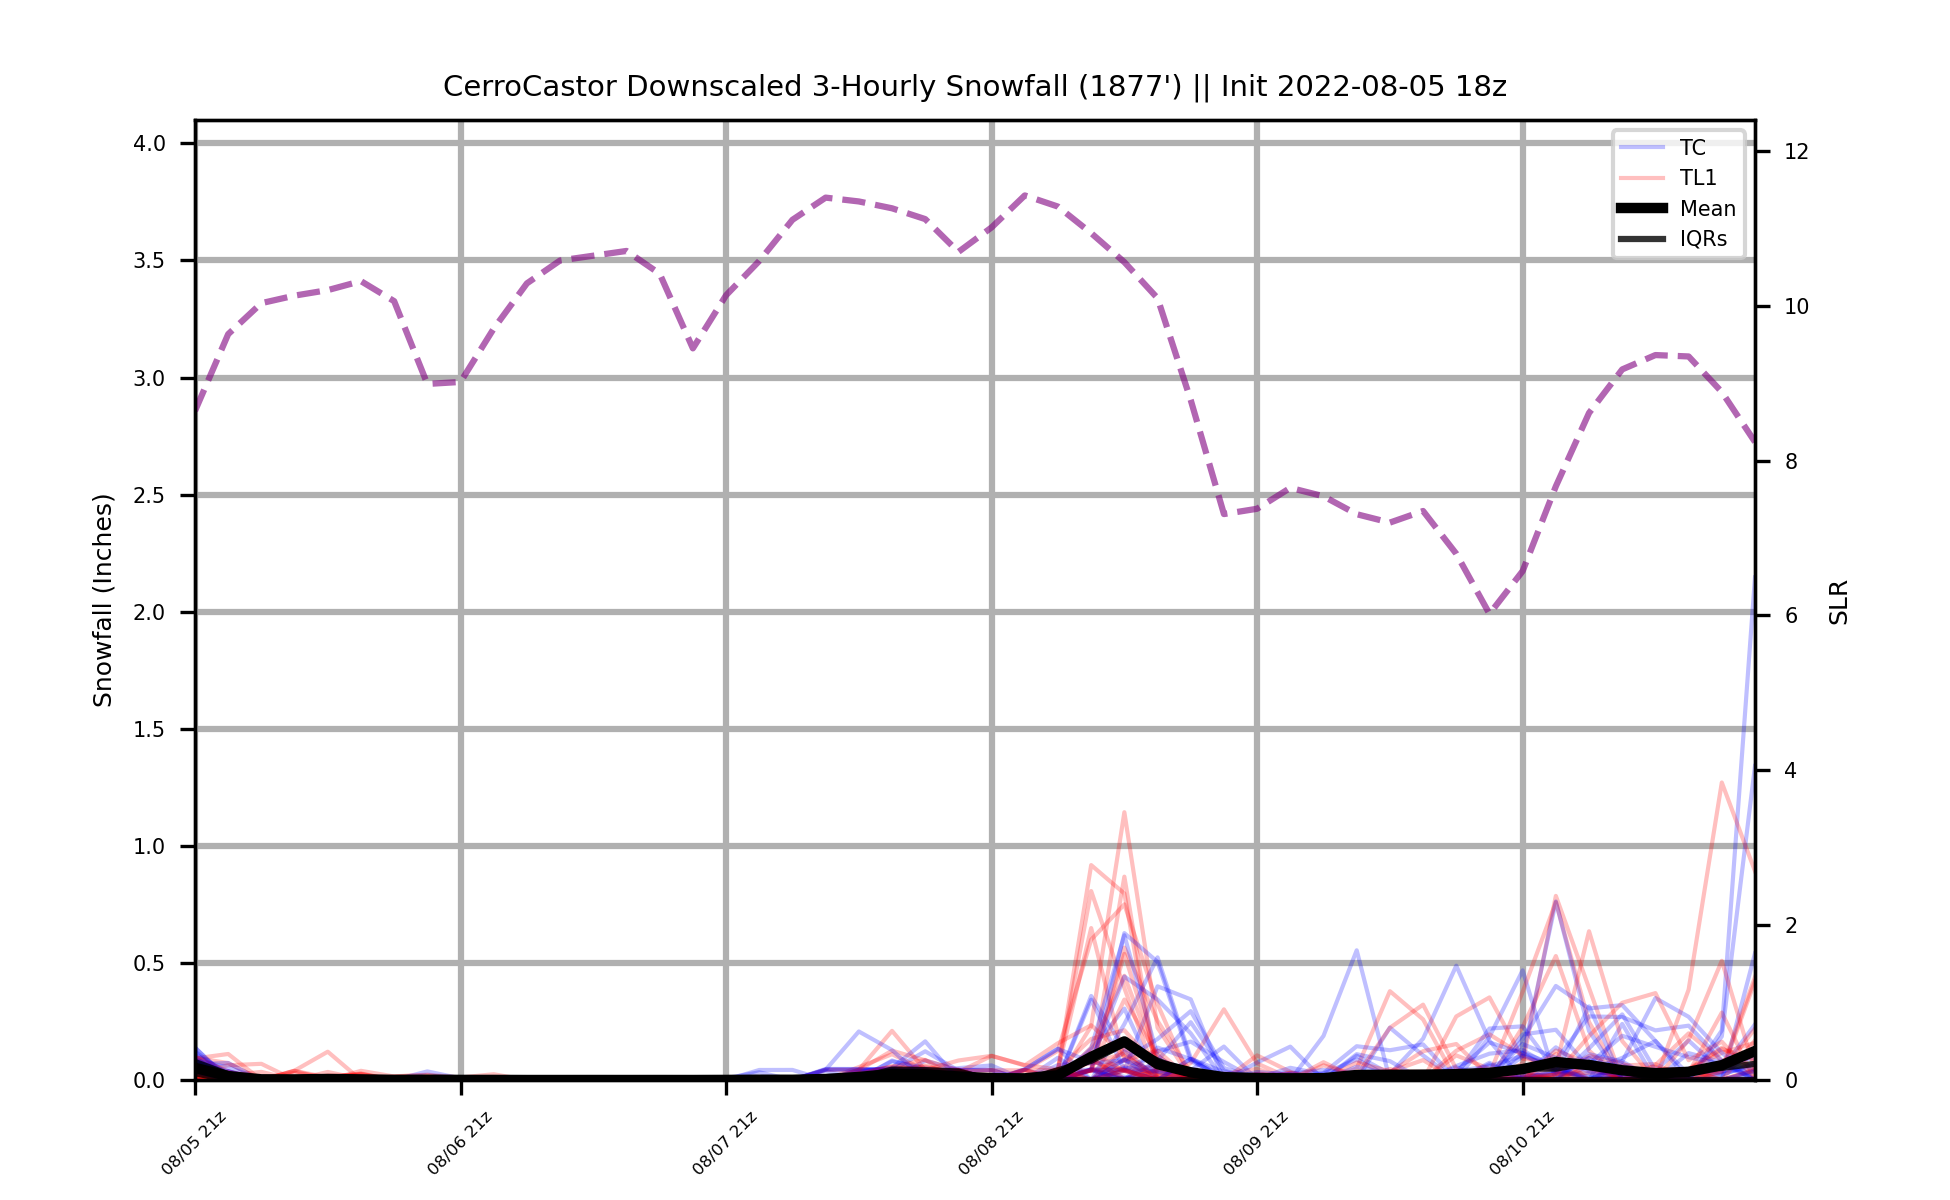 CerroCastor Downscaled 3-Hourly Snowfall (1877') || Init 2022-08-05 18z
4.0
3.5
3.0
2.5
2.0
1.5
1.0
0.5
0.0
Snowfall (Inches)
TC
TL1
Mean
IQRs
12
10
8
6
4
2
0
SLR
08/05 21z
08/06 21z
08/07 21z
08/08 21z
08/09 21z
08/10 21z